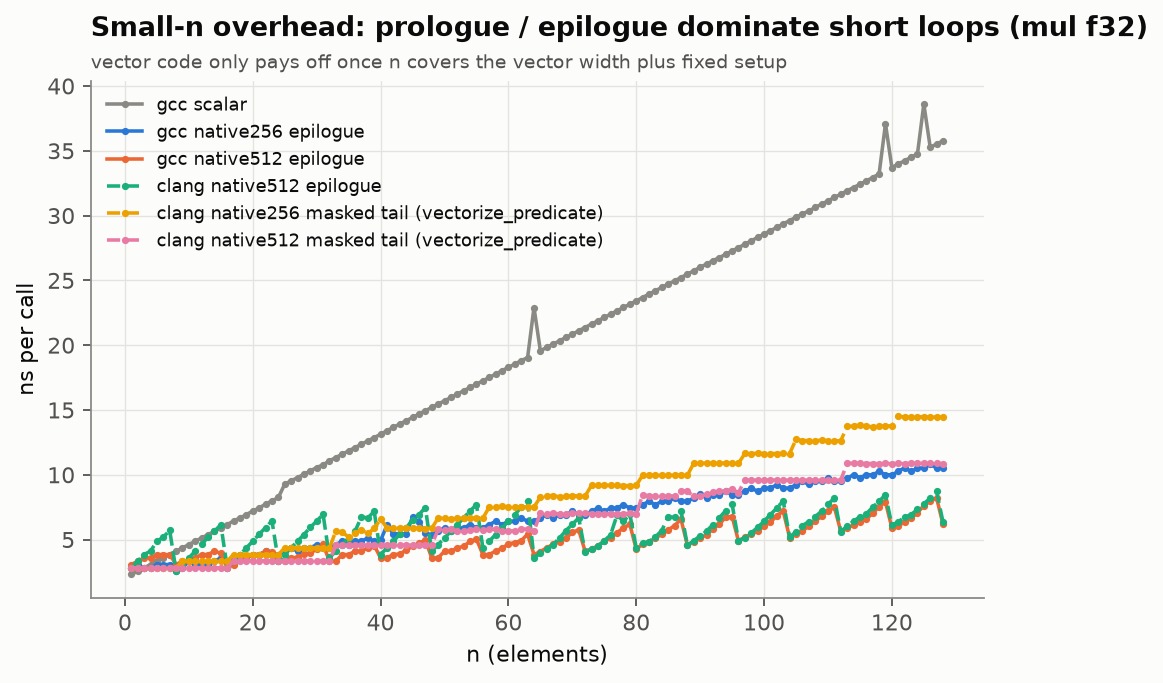 Small-n overhead: prologue / epilogue dominate short loops (mul f32)
vector code only pays off once n covers the vector width plus fixed setup
40
35
30
25
20
15
10
5
ns per call
gcc scalar
gcc native256 epilogue
gcc native512 epilogue
clang native512 epilogue
clang native256 masked tail (vectorize_predicate)
clang native512 masked tail (vectorize_predicate)
0 20 40 60 80 100 120
n (elements)